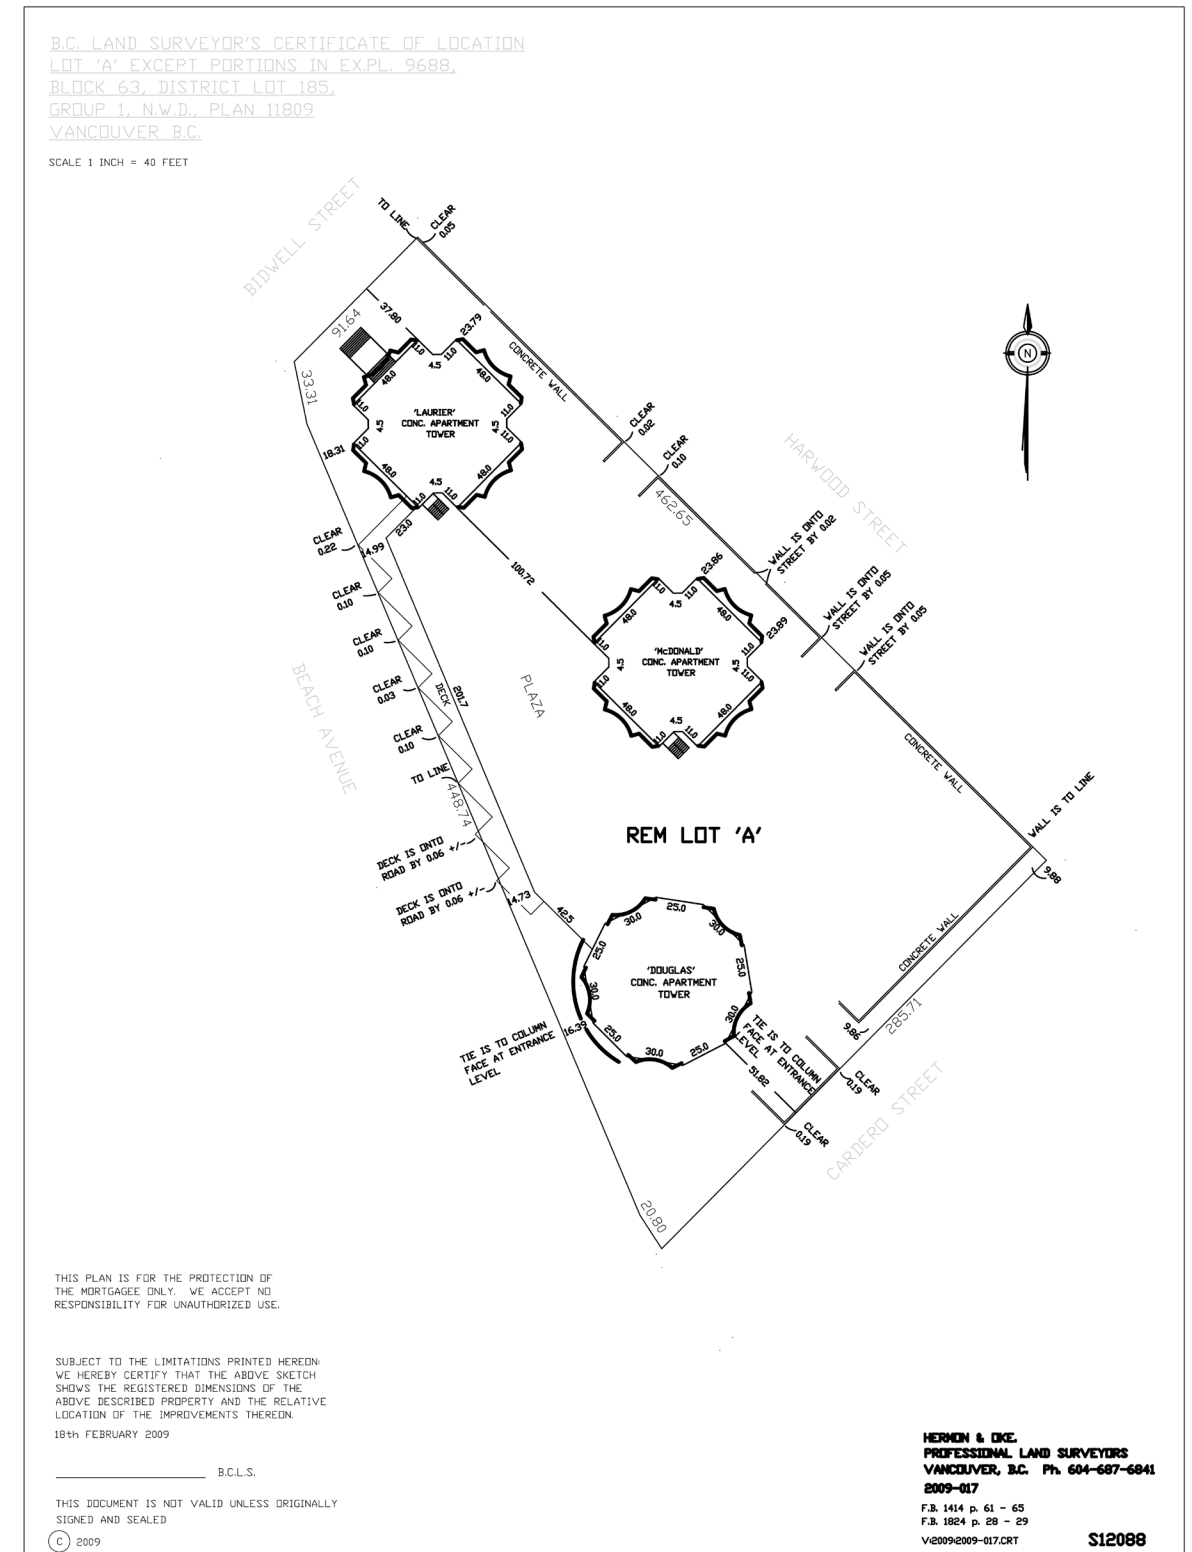 B.C. LAND SURVEYOR'S CERTIFICATE OF LOCATION
LOT 'A' EXCEPT PORTIONS IN EX.PL. 9688,
BLOCK 63, DISTRICT LOT 185,
GROUP 1, N.W.D., PLAN 11809
VANCOUVER B.C.
SCALE 1 INCH = 40 FEET
BIDWELL STREET
TO LINE
CLEAR
0.05
91.64
37.80
23.79
CONCRETE WALL
33.31
11.0
11.0
4.5
48.0
48.0
11.0
11.0
4.5
4.5
'LAURIER'
CONC. APARTMENT
TOWER
11.0
11.0
48.0
48.0
4.5
11.0
11.0
18.31
CLEAR
0.02
CLEAR
0.10
462.65
HARWOOD STREET
N
23.0
14.99
CLEAR
0.22
CLEAR
0.10
CLEAR
0.10
CLEAR
0.03
CLEAR
0.10
TO LINE
448.74
DECK
201.7
BEACH AVENUE
PLAZA
100.72
WALL IS ONTO
STREET BY 0.02
23.86
23.89
WALL IS ONTO
STREET BY 0.05
WALL IS ONTO
STREET BY 0.05
11.0
11.0
4.5
48.0
48.0
11.0
11.0
4.5
4.5
'McDONALD'
CONC. APARTMENT
TOWER
11.0
11.0
48.0
48.0
4.5
11.0
11.0
CONCRETE WALL
WALL IS TO LINE
9.88
REM LOT 'A'
DECK IS ONTO
ROAD BY 0.06 +/-
DECK IS ONTO
ROAD BY 0.06 +/-
14.73
42.5
25.0
30.0
30.0
25.0
25.0
'DOUGLAS'
CONC. APARTMENT
TOWER
30.0
30.0
25.0
30.0
25.0
16.39
TIE IS TO COLUMN
FACE AT ENTRANCE
LEVEL
TIE IS TO COLUMN
FACE AT ENTRANCE
LEVEL
51.82
CONCRETE WALL
9.86
285.71
CLEAR
0.19
CLEAR
0.19
CARDERO STREET
20.80
THIS PLAN IS FOR THE PROTECTION OF
THE MORTGAGEE ONLY. WE ACCEPT NO
RESPONSIBILITY FOR UNAUTHORIZED USE.
SUBJECT TO THE LIMITATIONS PRINTED HEREON:
WE HEREBY CERTIFY THAT THE ABOVE SKETCH
SHOWS THE REGISTERED DIMENSIONS OF THE
ABOVE DESCRIBED PROPERTY AND THE RELATIVE
LOCATION OF THE IMPROVEMENTS THEREON.
18th FEBRUARY 2009
B.C.L.S.
THIS DOCUMENT IS NOT VALID UNLESS ORIGINALLY
SIGNED AND SEALED
C 2009
HERMON & OKE.
PROFESSIONAL LAND SURVEYORS
VANCOUVER, B.C. Ph. 604-687-6841
2009-017
F.B. 1414 p. 61 - 65
F.B. 1824 p. 28 - 29
V:2009:2009-017.CRT
S12088